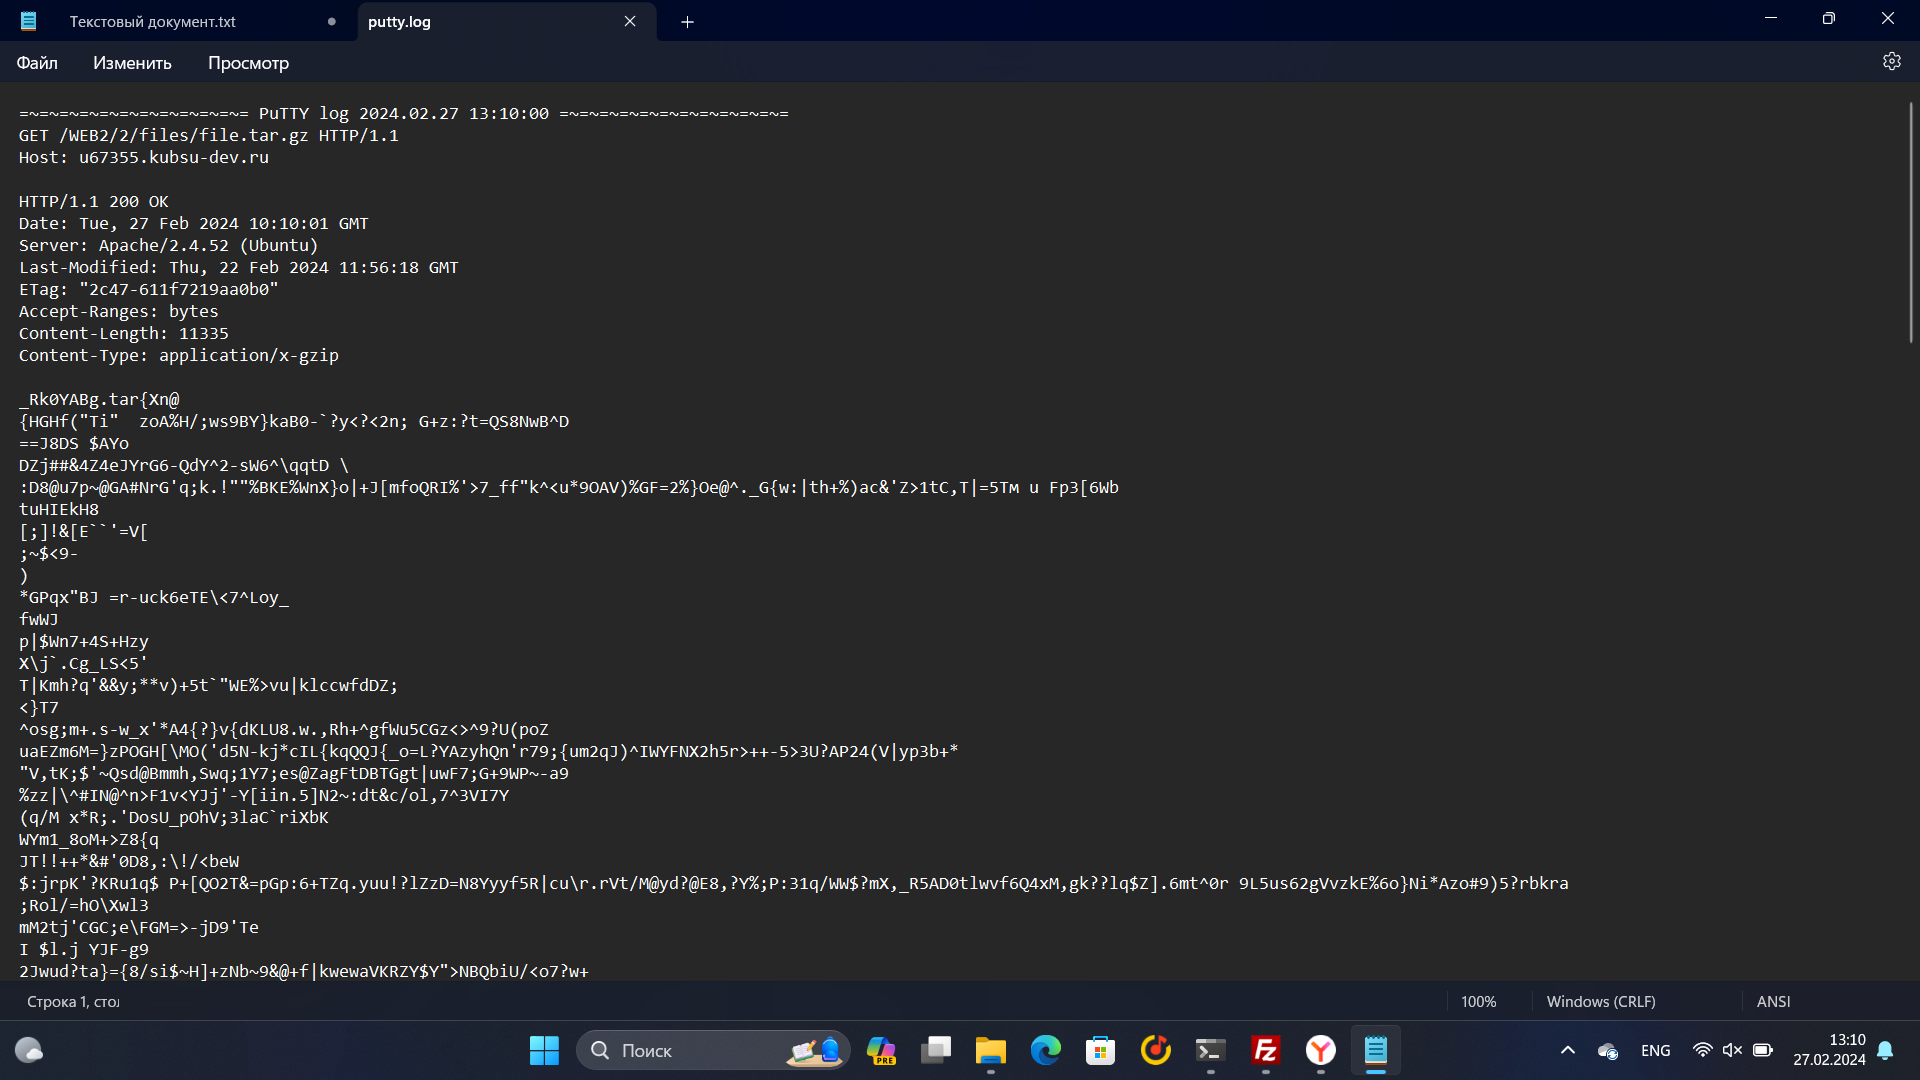 Текстовый документ.txt
putty.log
Файл Изменить Просмотр
=~=~=~=~=~=~=~=~=~=~=~= PuTTY log 2024.02.27 13:10:00 =~=~=~=~=~=~=~=~=~=~=~=
GET /WEB2/2/files/file.tar.gz HTTP/1.1
Host: u67355.kubsu-dev.ru
HTTP/1.1 200 OK
Date: Tue, 27 Feb 2024 10:10:01 GMT
Server: Apache/2.4.52 (Ubuntu)
Last-Modified: Thu, 22 Feb 2024 11:56:18 GMT
ETag: "2c47-611f7219aa0b0"
Accept-Ranges: bytes
Content-Length: 11335
Content-Type: application/x-gzip
_Rk0YABg.tar{Xn@
{HGHf("Ti"  zoA%H/;ws9BY}kaB0-`?y<?<2n; G+z:?t=QS8NwB^D
==J8DS $AYo
DZj##&4Z4eJYrG6-QdY^2-sW6^\qqtD \
:D8@u7p~@GA#NrG'q;k.!""%BKE%WnX}o|+J[mfoQRI%'>7_ff"k^<u*9OAV)%GF=2%}Oe@^._G{w:|th+%)ac&'Z>1tC,T|=5Tм u Fp3[6Wb
tuHIEkH8
[;]!&[E``'=V[
;~$<9-
)
*GPqx"BJ =r-uck6eTE\<7^Loy_
fwWJ
p|$Wn7+4S+Hzy
X\j`.Cg_LS<5'
T|Kmh?q'&&y;**v)+5t`"WE%>vu|klccwfdDZ;
<}T7
^osg;m+.s-w_x'*A4{?}v{dKLU8.w.,Rh+^gfWu5CGz<>^9?U(poZ
uaEZm6M=}zPOGH[\MO('d5N-kj*cIL{kqQQJ{_o=L?YAzyhQn'r79;{um2qJ)^IWYFNX2h5r>++-5>3U?AP24(V|yp3b+*
"V,tK;$'~Qsd@Bmmh,Swq;1Y7;es@ZagFtDBTGgt|uwF7;G+9WP~-a9
%zz|\^#IN@^n>F1v<YJj'-Y[iin.5]N2~:dt&c/ol,7^3VI7Y
(q/M x*R;.'DosU_pOhV;3laC`riXbK
WYm1_8oM+>Z8{q
JT!!++*&#'0D8,:\!/<beW
$:jrpK'?KRu1q$ P+[QO2T&=pGp:6+TZq.yuu!?lZzD=N8Yyyf5R|cu\r.rVt/M@yd?@E8,?Y%;P:31q/WW$?mX,_R5AD0tlwvf6Q4xM,gk??lq$Z].6mt^0r 9L5us62gVvzkE%6o}Ni*Azo#9)5?rbkra
;Rol/=hO\Xwl3
mM2tj'CGC;e\FGM=>-jD9'Te
I $l.j YJF-g9
2Jwud?ta}={8/si$~H]+zNb~9&@+f|kwewaVKRZY$Y">NBQbiU/<o7?w+
Строка 1, стол
100%
Windows (CRLF)
ANSI
Поиск
PRE
ENG
13:10
27.02.2024